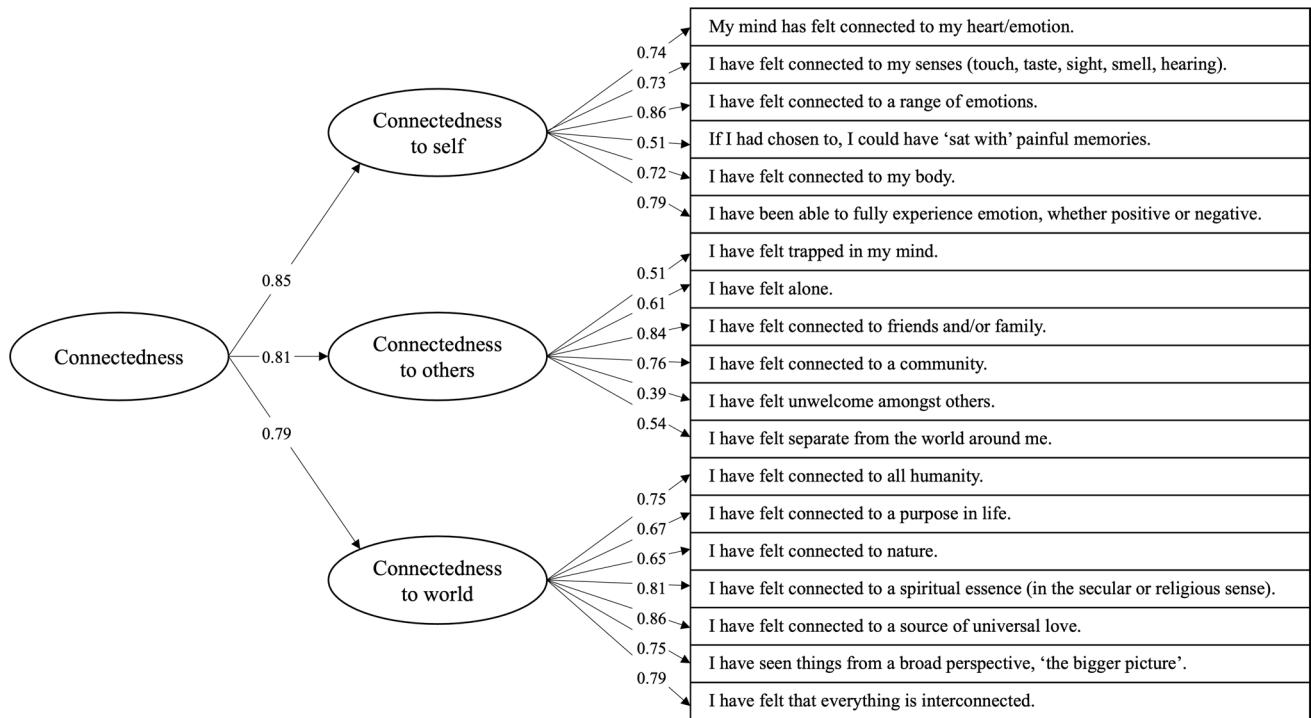 My mind has felt connected to my heart/emotion.
0.74
I have felt connected to my senses (touch, taste, sight, smell, hearing).
0.73
I have felt connected to a range of emotions.
0.86
Connectedness
to self
0.51
If I had chosen to, I could have ‘sat with’ painful memories.
0.72
I have felt connected to my body.
0.79
I have been able to fully experience emotion, whether positive or negative.
0.85
I have felt trapped in my mind.
0.51
I have felt alone.
0.61
I have felt connected to friends and/or family.
0.84
Connectedness
0.81
Connectedness
to others
0.76
I have felt connected to a community.
0.39
I have felt unwelcome amongst others.
0.54
I have felt separate from the world around me.
0.79
I have felt connected to all humanity.
0.75
I have felt connected to a purpose in life.
0.67
I have felt connected to nature.
0.65
Connectedness
to world
0.81
I have felt connected to a spiritual essence (in the secular or religious sense).
0.86
I have felt connected to a source of universal love.
0.75
I have seen things from a broad perspective, ‘the bigger picture’.
0.79
I have felt that everything is interconnected.